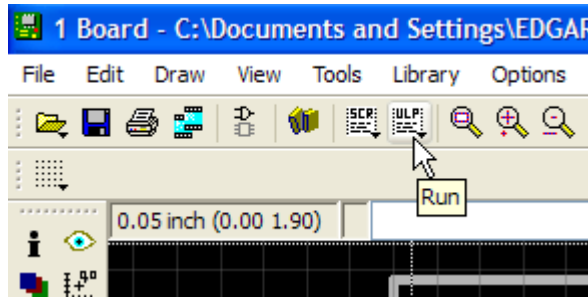 1 Board - C:\Documents and Settings\EDGAR
File Edit Draw View Tools Library Options
SCR ULP
Run
0.05 inch (0.00 1.90)